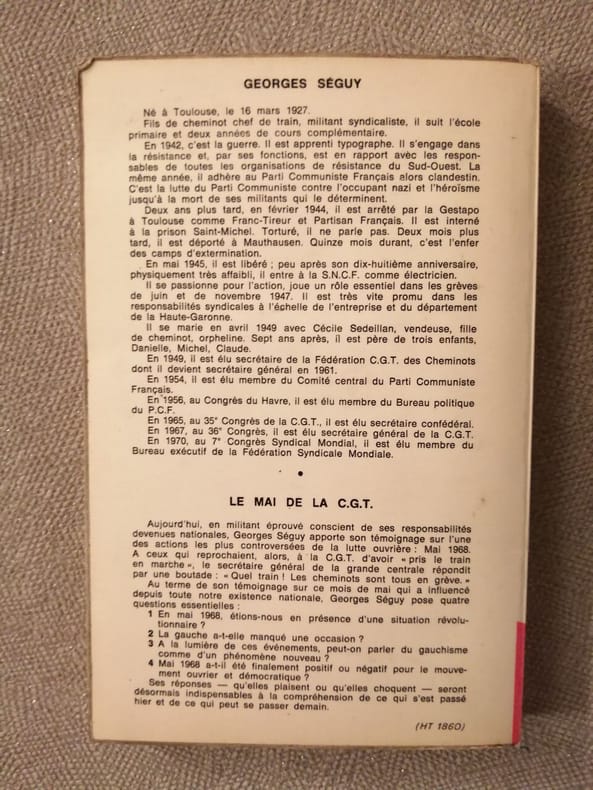 GEORGES SÉGUY
Né à Toulouse, le 16 mars 1927.
Fils de cheminot chef de train, militant syndicaliste, il suit l'école
primaire et deux années de cours complémentaire.
En 1942, c'est la guerre. Il est apprenti typographe. Il s'engage dans
la résistance et, par ses fonctions, est en rapport avec les respon-
sables de toutes les organisations de résistance du Sud-Ouest. La
même année, il adhère au Parti Communiste Français alors clandestin.
C'est la lutte du Parti Communiste contre l'occupant nazi et l'héroïsme
jusqu'à la mort de ses militants qui le déterminent.
Deux ans plus tard, en février 1944, il est arrêté par la Gestapo
à Toulouse comme Franc-Tireur et Partisan Français. Il est interné
à la prison Saint-Michel. Torturé, il ne parle pas. Deux mois plus
tard, il est déporté à Mauthausen. Quinze mois durant, c'est l'enfer
des camps d'extermination.
En mai 1945, il est libéré ; peu après son dix-huitième anniversaire,
physiquement très affaibli, il entre à la S.N.C.F. comme électricien.
Il se passionne pour l'action, joue un rôle essentiel dans les grèves
de juin et de novembre 1947. Il est très vite promu dans les
responsabilités syndicales à l'échelle de l'entreprise et du département
de la Haute-Garonne.
Il se marie en avril 1949 avec Cécile Sedeillan, vendeuse, fille
de cheminot, orpheline. Sept ans après, il est père de trois enfants,
Danielle, Michel, Claude.
En 1949, il est élu secrétaire de la Fédération C.G.T. des Cheminots
dont il devient secrétaire général en 1961.
En 1954, il est élu membre du Comité central du Parti Communiste
Français.
En 1956, au Congrès du Havre, il est élu membre du Bureau politique
du P.C.F.
En 1965, au 35° Congrès de la C.G.T., il est élu secrétaire confédéral.
En 1967, au 36° Congrès, il est élu secrétaire général de la C.G.T.
En 1970, au 7° Congrès Syndical Mondial, il est élu membre du
Bureau exécutif de la Fédération Syndicale Mondiale.
LE MAI DE LA C.G.T.
Aujourd'hui, en militant éprouvé conscient de ses responsabilités
devenues nationales, Georges Séguy apporte son témoignage sur l'une
des actions les plus controversées de la lutte ouvrière : Mai 1968.
A ceux qui reprochaient, alors, à la C.G.T. d'avoir « pris le train
en marche », le secrétaire général de la grande centrale répondit
par une boutade : « Quel train ! Les cheminots sont tous en grève. »
Au terme de son témoignage sur ce mois de mai qui a influencé
depuis toute notre existence nationale, Georges Séguy pose quatre
questions essentielles :
1 En mai 1968, étions-nous en présence d'une situation révolu-
tionnaire ?
2 La gauche a-t-elle manqué une occasion ?
3 A la lumière de ces événements, peut-on parler du gauchisme
comme d'un phénomène nouveau ?
4 Mai 1968 a-t-il été finalement positif ou négatif pour le mouve-
ment ouvrier et démocratique ?
Ses réponses — qu'elles plaisent ou qu'elles choquent — seront
désormais indispensables à la compréhension de ce qui s'est passé
hier et de ce qui peut se passer demain.
(HT 1860)